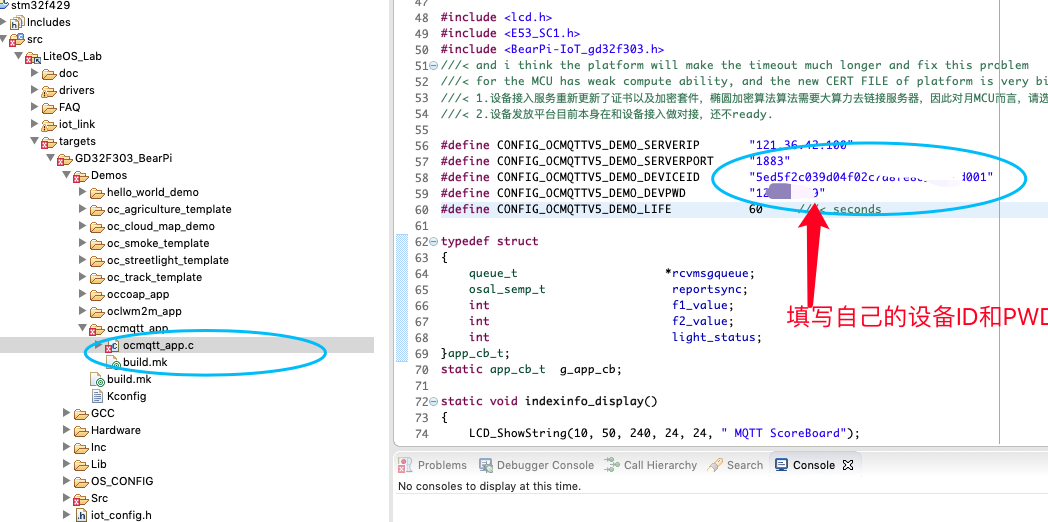 stm32f429
Includes
src
LiteOS_Lab
doc
drivers
FAQ
iot_link
targets
GD32F303_BearPi
Demos
hello_world_demo
oc_agriculture_template
oc_cloud_map_demo
oc_smoke_template
oc_streetlight_template
oc_track_template
occoap_app
oclwm2m_app
ocmqtt_app
ocmqtt_app.c
build.mk
build.mk
Kconfig
GCC
Hardware
Inc
Lib
OS_CONFIG
Src
iot_config.h
47
48 #include <lcd.h>
49 #include <E53_SC1.h>
50 #include <BearPi-IoT_gd32f303.h>
51 ///< and i think the platform will make the timeout much longer and fix this problem
52 ///< for the MCU has weak compute ability, and the new CERT FILE of platform is very bi
53 ///< 1.设备接入服务重新更新了证书以及加密套件，椭圆加密算法算法需要大算力去链接服务器，因此对月MCU而言，请选
54 ///< 2.设备发放平台目前本身在和设备接入做对接，还不ready.
55
56 #define CONFIG_OCMQTTV5_DEMO_SERVERIP "121.36.42.100"
57 #define CONFIG_OCMQTTV5_DEMO_SERVERPORT "1883"
58 #define CONFIG_OCMQTTV5_DEMO_DEVICEID
59 #define CONFIG_OCMQTTV5_DEMO_DEVPWD
60 #define CONFIG_OCMQTTV5_DEMO_LIFE 60 ///< seconds
61
62 typedef struct
63 {
64 queue_t *rcvmsgqueue;
65 osal_semp_t reportsync;
66 int f1_value;
67 int f2_value;
68 int light_status;
69 }app_cb_t;
70 static app_cb_t g_app_cb;
71
72 static void indexinfo_display()
73 {
74 LCD_ShowString(10, 50, 240, 24, 24, " MQTT ScoreBoard");
填写自己的设备ID和PWD
Problems Debugger Console Call Hierarchy Search Console
No consoles to display at this time.